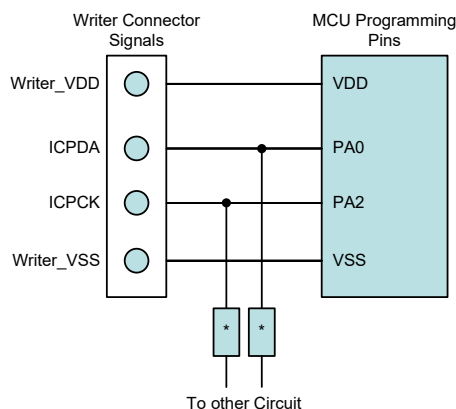 Writer Connector
Signals
MCU Programming
Pins
Writer_VDD
VDD
ICPDA
PA0
ICPCK
PA2
Writer_VSS
VSS
*
*
To other Circuit